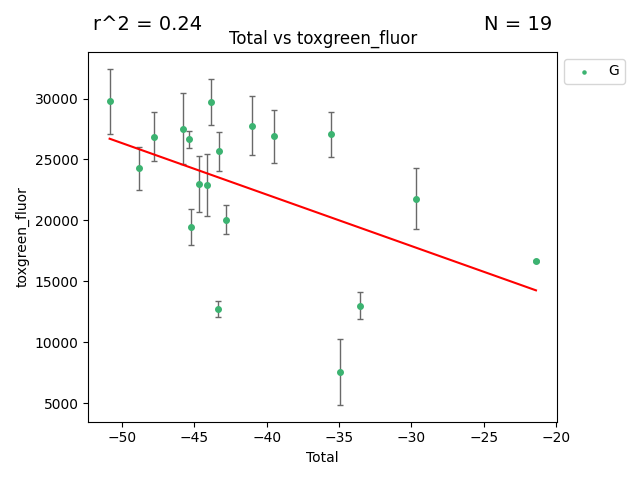 r^2 = 0.24
N = 19
Total vs toxgreen_fluor
G
30000
25000
20000
15000
10000
5000
toxgreen_fluor
−50
−45
−40
−35
−30
−25
−20
Total